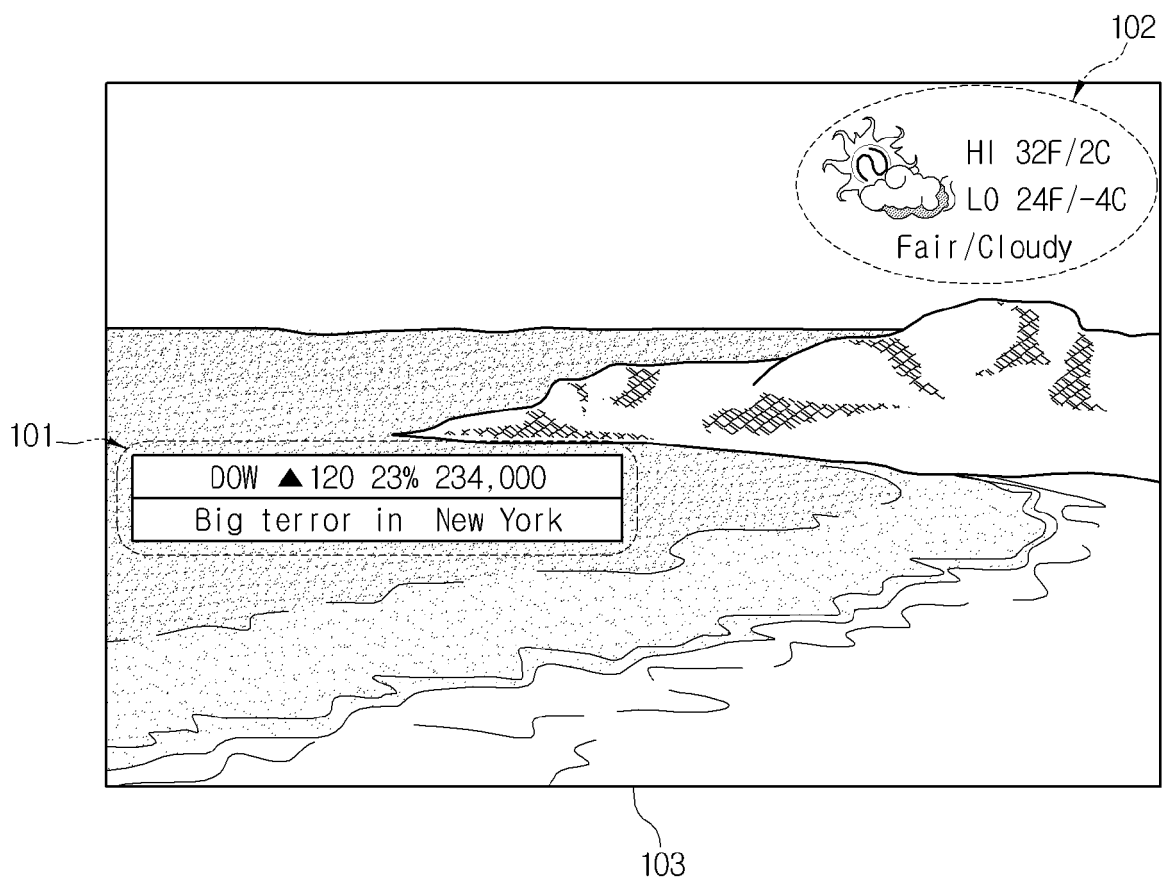 102
HI 32F/2C
LO 24F/-4C
Fair/Cloudy
101
DOW ▲120 23% 234,000
Big terror in New York
103